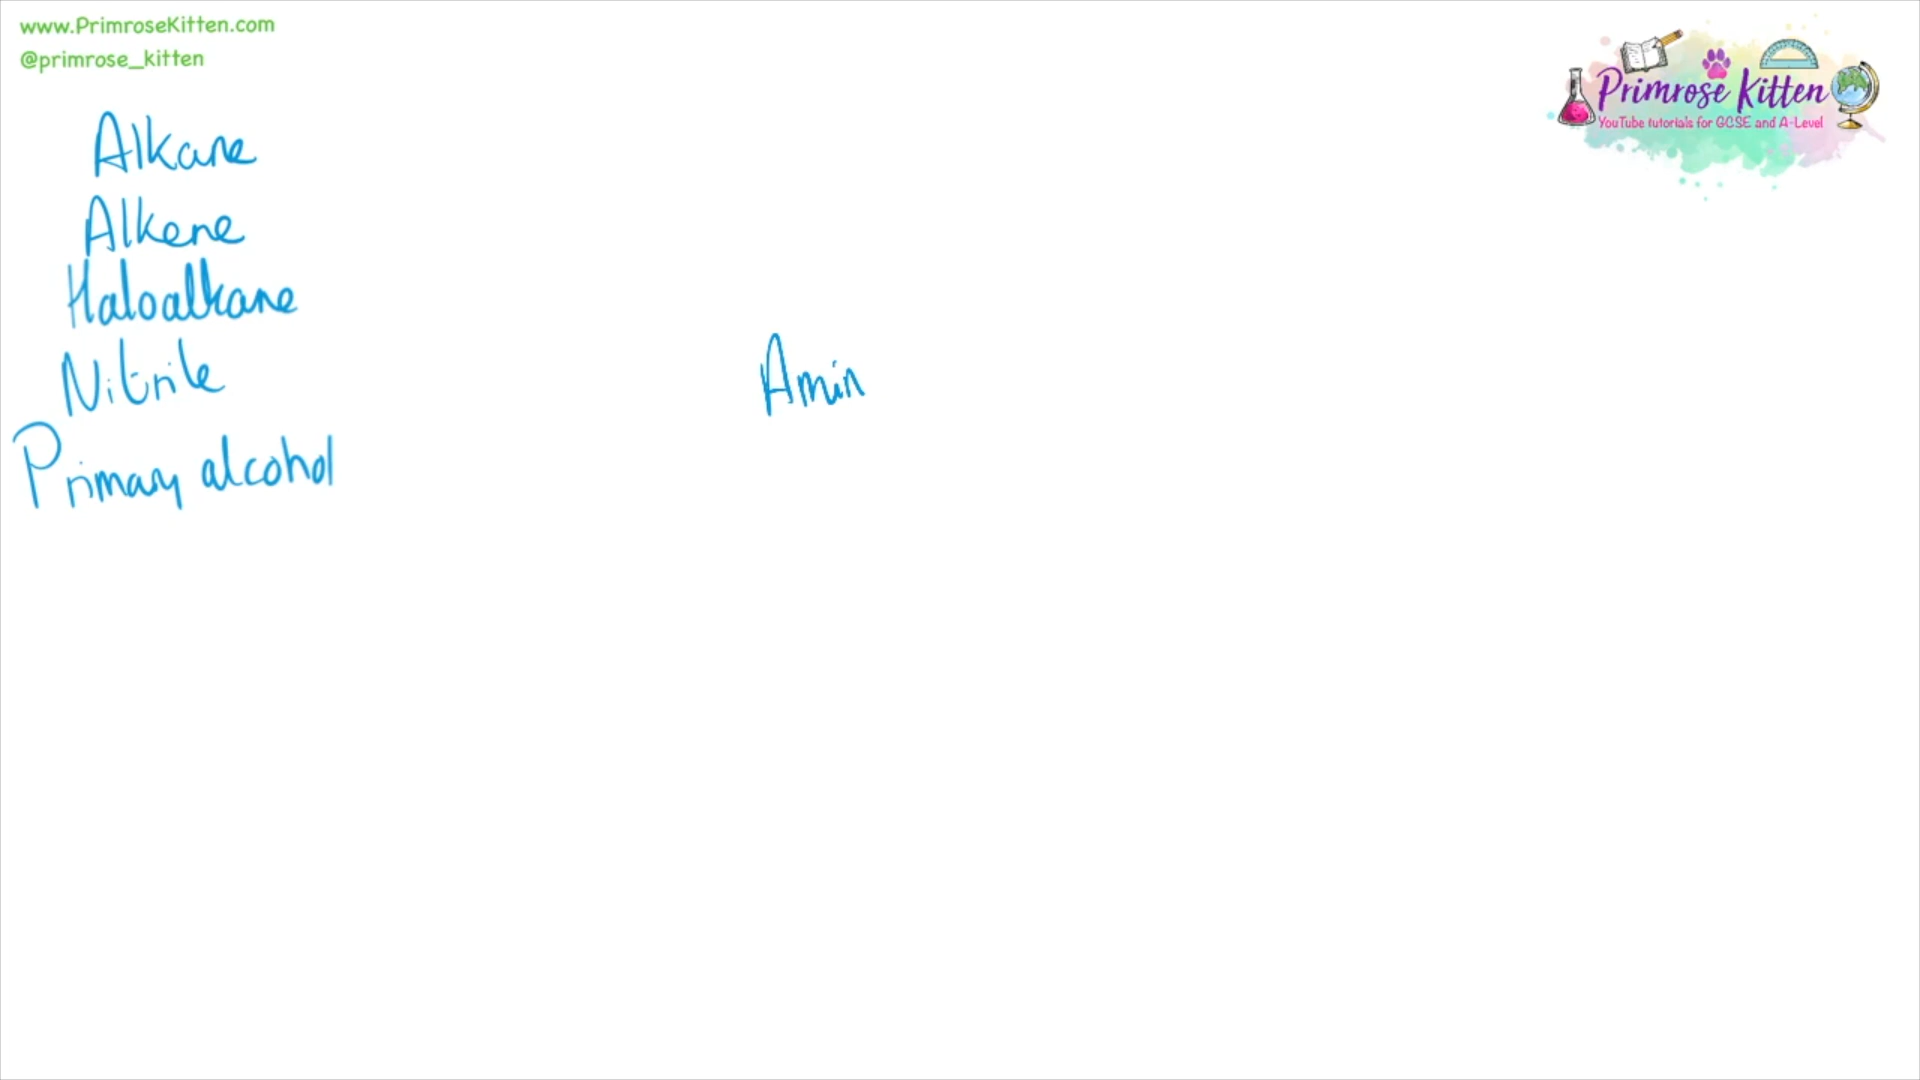 www.PrimroseKitten.com
@primrose_kitten
Primrose Kitten
YouTube tutorials for GCSE and A-Level
Alkane
Alkene
Haloalkane
Nitrile
Amin
Primary alcohol